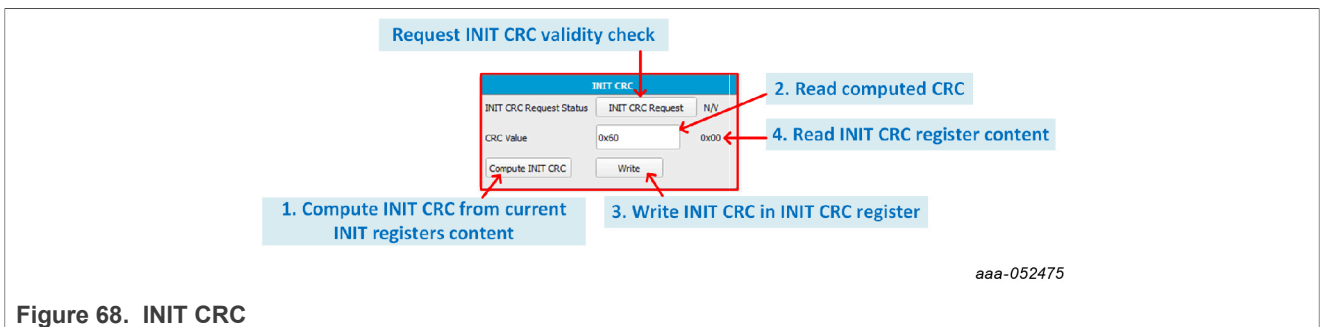 Request INIT CRC validity check
INIT CRC
INIT CRC Request Status INIT CRC Request N/V
2. Read computed CRC
CRC Value 0x60 0x00
4. Read INIT CRC register content
Compute INIT CRC Write
1. Compute INIT CRC from current
INIT registers content
3. Write INIT CRC in INIT CRC register
aaa-052475
Figure 68. INIT CRC